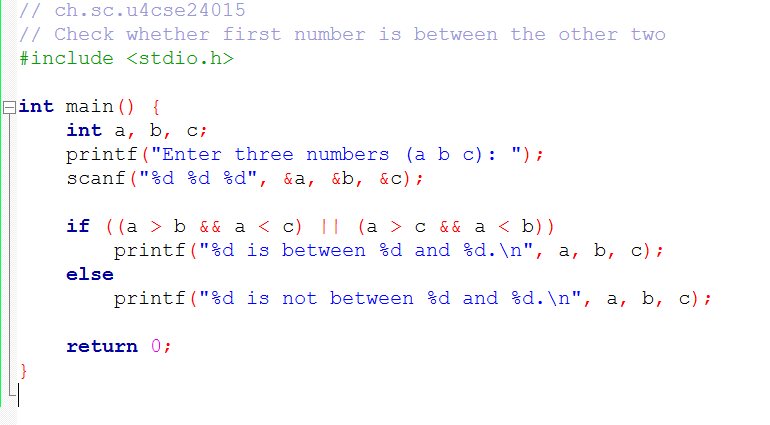 // ch.sc.u4cse24015
// Check whether first number is between the other two
#include <stdio.h>
int main() {
    int a, b, c;
    printf("Enter three numbers (a b c): ");
    scanf("%d %d %d", &a, &b, &c);
    if ((a > b && a < c) || (a > c && a < b))
        printf("%d is between %d and %d.\n", a, b, c);
    else
        printf("%d is not between %d and %d.\n", a, b, c);
    return 0;
}